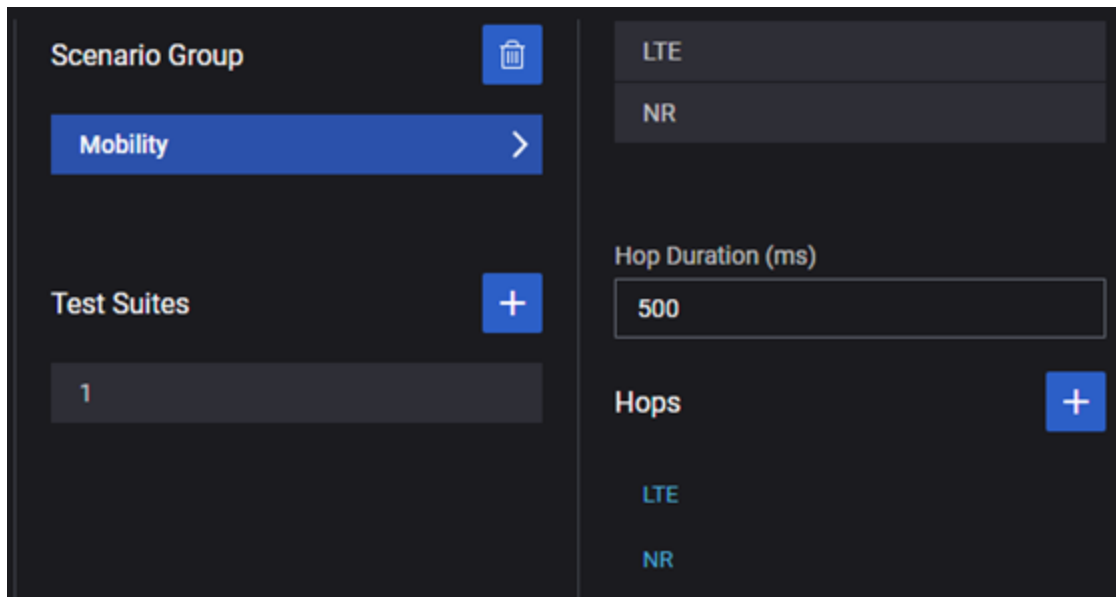 Scenario Group
Mobility
Test Suites
1
LTE
NR
Hop Duration (ms)
500
Hops
LTE
NR